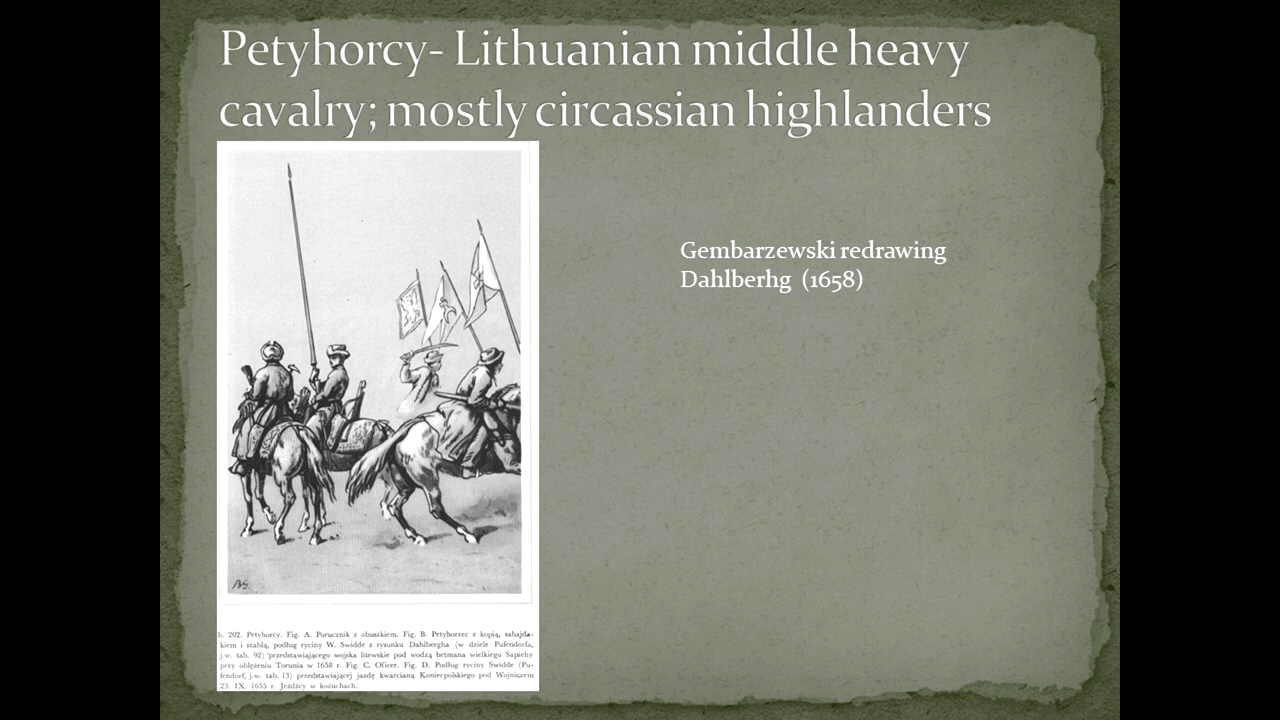 Petyhorcy- Lithuanian middle heavy
cavalry; mostly circassian highlanders
Gembarzewski redrawing
Dahlberhg (1658)
BG.
b. 202. Petyhorcy. Fig. A. Porucznik z obuszkiem. Fig. B. Petyhorzec z kopią, sahajda-
kiem i szablą, podług ryciny W. Swidde z rysunku Dahlbergha (w dziele Pufendorfa,
j.w. tab. 92) przedstawiającego wojska litewskie pod wodzą hetmana wielkiego Sapiehy
przy oblężeniu Torunia w 1658 r. Fig. C. Oficer. Fig. D. Podług ryciny Swidde (Pu-
fendorf, j.w. tab. 13) przedstawiającej jazdę kwarcianą Koniecpolskiego pod Wojniczem
23. IX. 1655 r. Jeźdźcy w kożuchach.